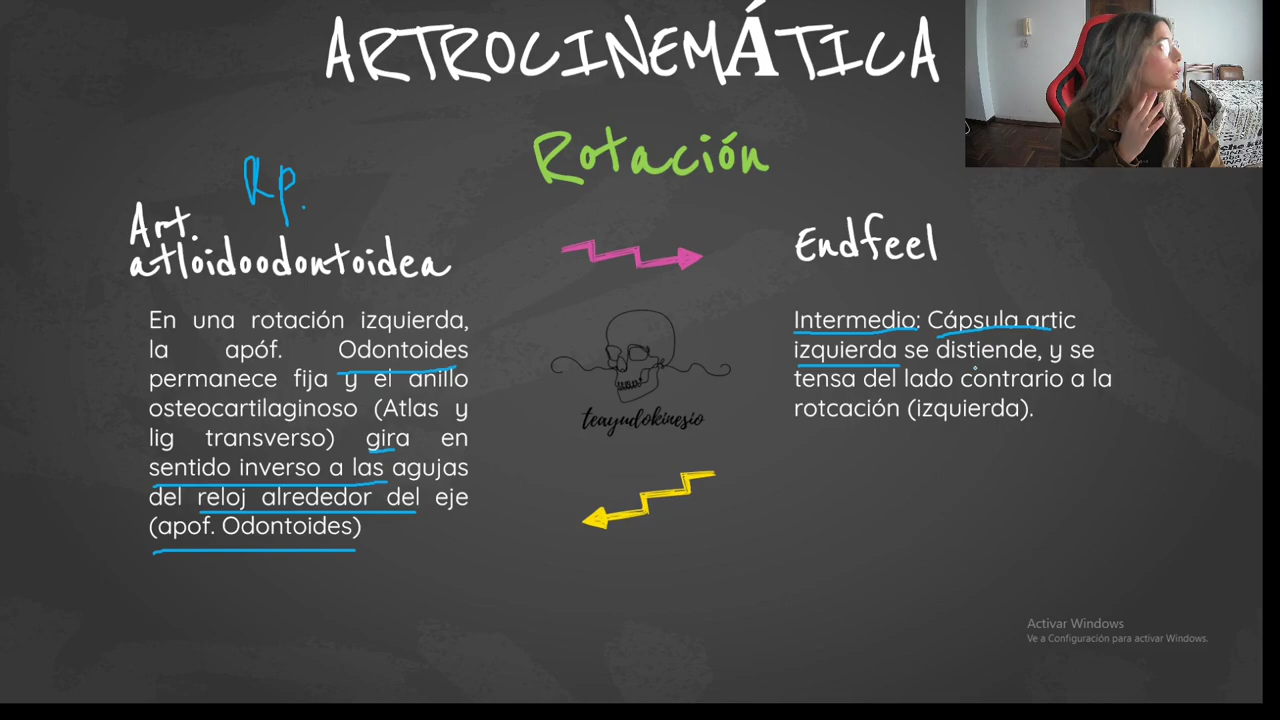 ARTROCINEMÁTICA
Rotación
Rp.
Art.
atloidoodontoidea
En una rotación izquierda,
la apóf. Odontoides
permanece fija y el anillo
osteocartilaginoso (Atlas y
lig transverso) gira en
sentido inverso a las agujas
del reloj alrededor del eje
(apof. Odontoides)
teayudokinesio
Endfeel
Intermedio: Cápsula artic
izquierda se distiende, y se
tensa del lado contrario a la
rotcación (izquierda).
Activar Windows
Ve a Configuración para activar Windows.